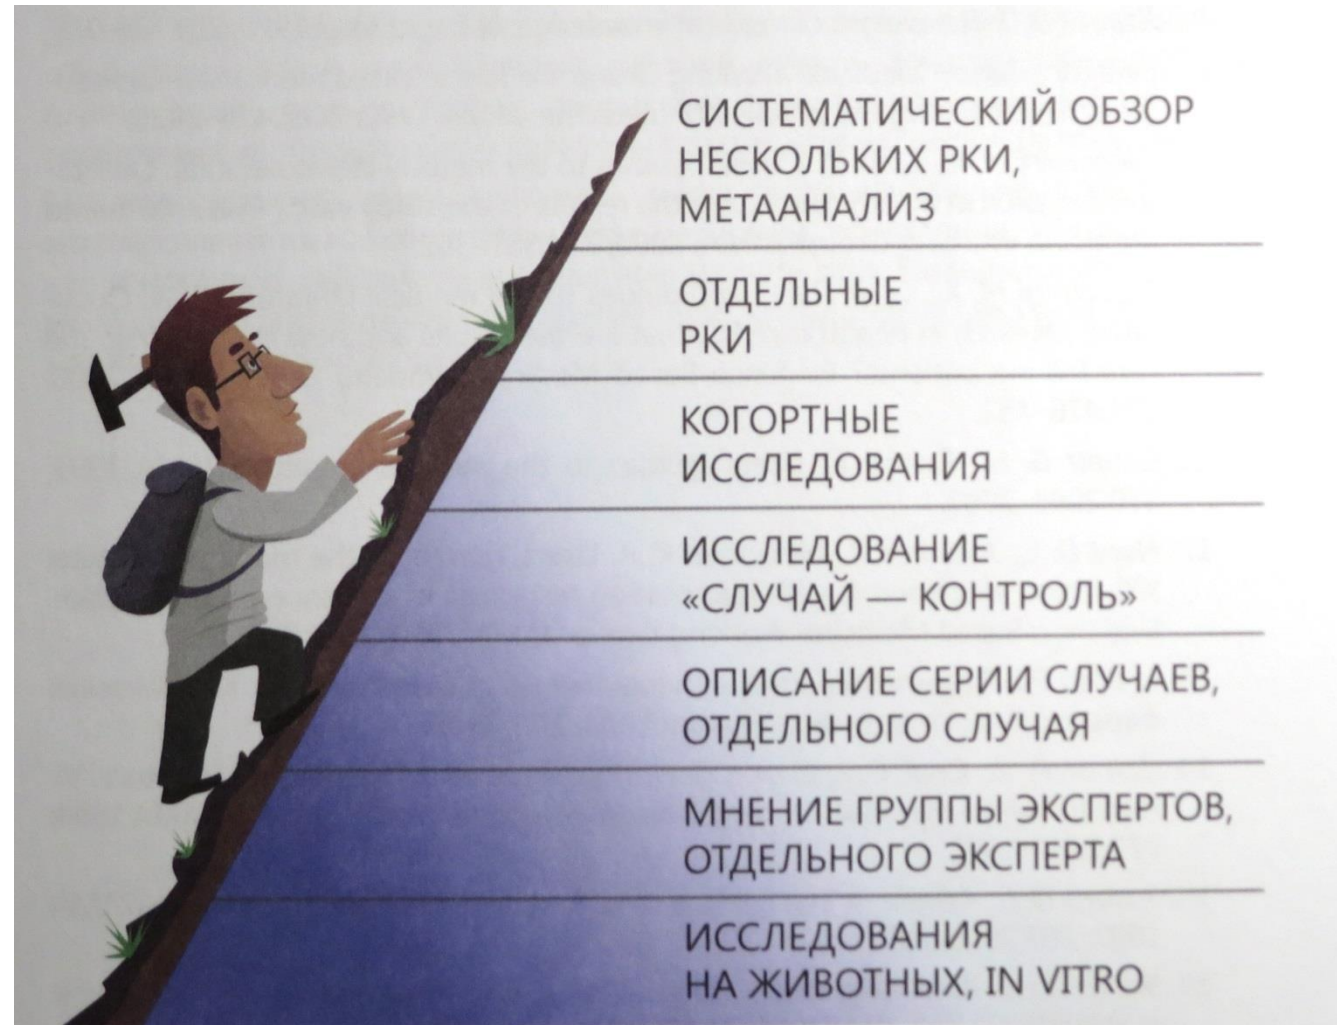 СИСТЕМАТИЧЕСКИЙ ОБЗОР
НЕСКОЛЬКИХ РКИ,
МЕТААНАЛИЗ
ОТДЕЛЬНЫЕ
РКИ
КОГОРТНЫЕ
ИССЛЕДОВАНИЯ
ИССЛЕДОВАНИЕ
«СЛУЧАЙ — КОНТРОЛЬ»
ОПИСАНИЕ СЕРИИ СЛУЧАЕВ,
ОТДЕЛЬНОГО СЛУЧАЯ
МНЕНИЕ ГРУППЫ ЭКСПЕРТОВ,
ОТДЕЛЬНОГО ЭКСПЕРТА
ИССЛЕДОВАНИЯ
НА ЖИВОТНЫХ, IN VITRO